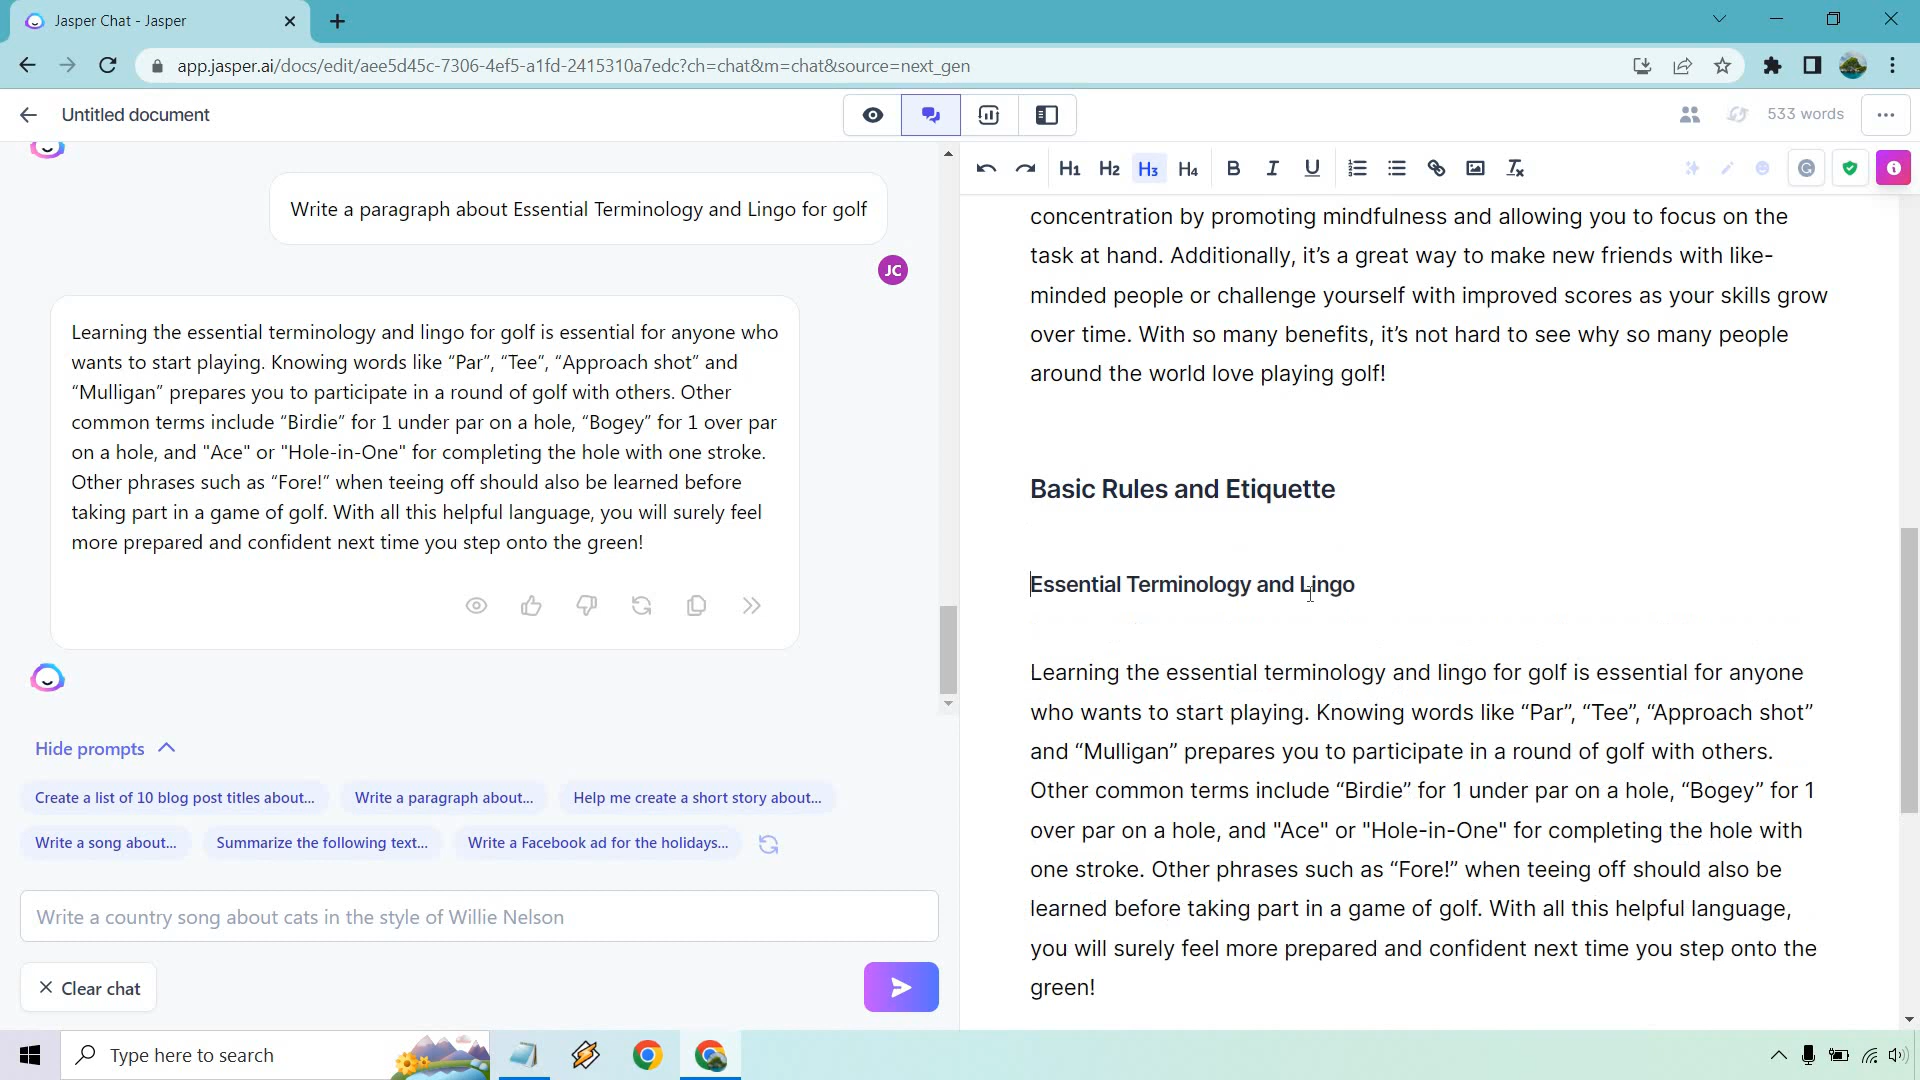 Jasper Chat - Jasper
app.jasper.ai/docs/edit/aee5d45c-7306-4ef5-a1fd-2415310a7edc?ch=chat&m=chat&source=next_gen
Untitled document
533 words
Write a paragraph about Essential Terminology and Lingo for golf
JC
Learning the essential terminology and lingo for golf is essential for anyone who
wants to start playing. Knowing words like “Par”, “Tee”, “Approach shot” and
“Mulligan” prepares you to participate in a round of golf with others. Other
common terms include “Birdie” for 1 under par on a hole, “Bogey” for 1 over par
on a hole, and "Ace" or "Hole-in-One" for completing the hole with one stroke.
Other phrases such as “Fore!” when teeing off should also be learned before
taking part in a game of golf. With all this helpful language, you will surely feel
more prepared and confident next time you step onto the green!
Hide prompts
Create a list of 10 blog post titles about...
Write a paragraph about...
Help me create a short story about...
Write a song about...
Summarize the following text...
Write a Facebook ad for the holidays...
Write a country song about cats in the style of Willie Nelson
Clear chat
H1 H2 H3 H4 B I U
concentration by promoting mindfulness and allowing you to focus on the
task at hand. Additionally, it’s a great way to make new friends with like-
minded people or challenge yourself with improved scores as your skills grow
over time. With so many benefits, it’s not hard to see why so many people
around the world love playing golf!
Basic Rules and Etiquette
Essential Terminology and Lingo
Learning the essential terminology and lingo for golf is essential for anyone
who wants to start playing. Knowing words like “Par”, “Tee”, “Approach shot”
and “Mulligan” prepares you to participate in a round of golf with others.
Other common terms include “Birdie” for 1 under par on a hole, “Bogey” for 1
over par on a hole, and "Ace" or "Hole-in-One" for completing the hole with
one stroke. Other phrases such as “Fore!” when teeing off should also be
learned before taking part in a game of golf. With all this helpful language,
you will surely feel more prepared and confident next time you step onto the
green!
Type here to search